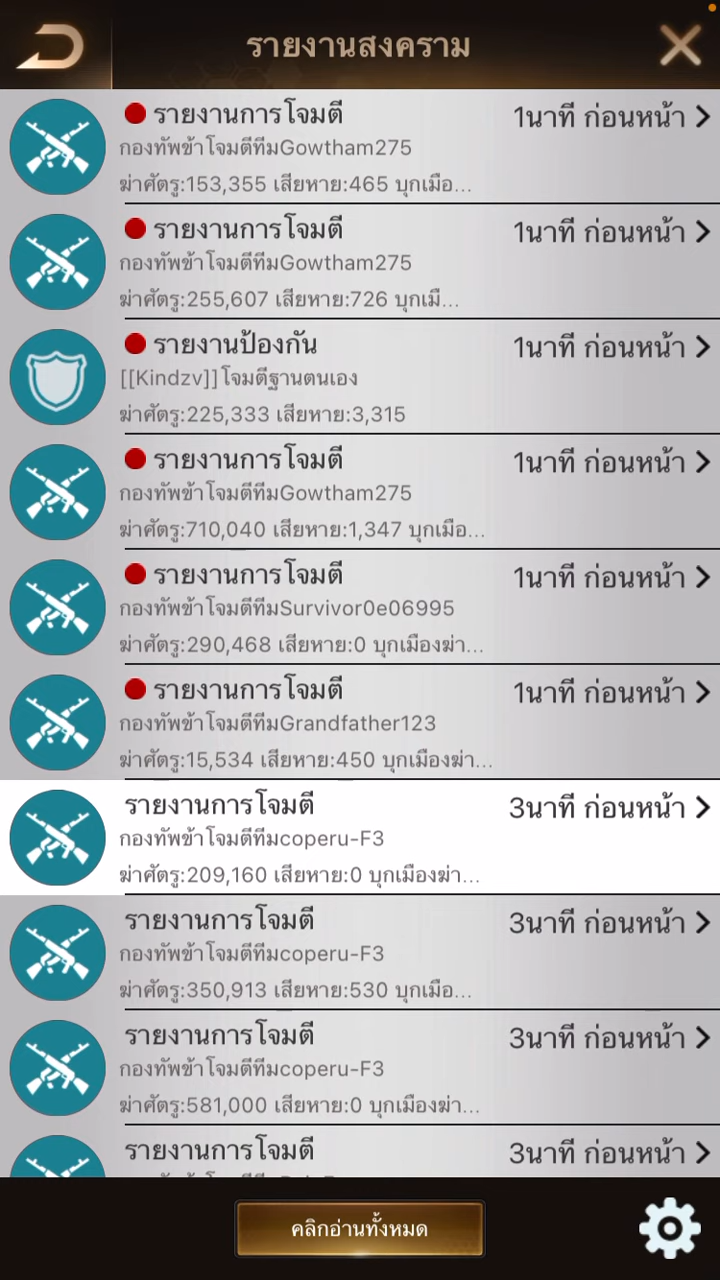 รายงานสงคราม
รายงานการโจมตี
1นาที ก่อนหน้า
กองทัพข้าโจมตีทีมGowtham275
ฆ่าศัตรู:153,355 เสียหาย:465 บุกเมือ...
รายงานการโจมตี
1นาที ก่อนหน้า
กองทัพข้าโจมตีทีมGowtham275
ฆ่าศัตรู:255,607 เสียหาย:726 บุกเมื...
รายงานป้องกัน
1นาที ก่อนหน้า
[[Kindzv]]โจมตีฐานตนเอง
ฆ่าศัตรู:225,333 เสียหาย:3,315
รายงานการโจมตี
1นาที ก่อนหน้า
กองทัพข้าโจมตีทีมGowtham275
ฆ่าศัตรู:710,040 เสียหาย:1,347 บุกเมือ...
รายงานการโจมตี
1นาที ก่อนหน้า
กองทัพข้าโจมตีทีมSurvivor0e06995
ฆ่าศัตรู:290,468 เสียหาย:0 บุกเมืองฆ่า...
รายงานการโจมตี
1นาที ก่อนหน้า
กองทัพข้าโจมตีทีมGrandfather123
ฆ่าศัตรู:15,534 เสียหาย:450 บุกเมืองฆ่า...
รายงานการโจมตี
3นาที ก่อนหน้า
กองทัพข้าโจมตีทีมcoperu-F3
ฆ่าศัตรู:209,160 เสียหาย:0 บุกเมืองฆ่า...
รายงานการโจมตี
3นาที ก่อนหน้า
กองทัพข้าโจมตีทีมcoperu-F3
ฆ่าศัตรู:350,913 เสียหาย:530 บุกเมือ...
รายงานการโจมตี
3นาที ก่อนหน้า
กองทัพข้าโจมตีทีมcoperu-F3
ฆ่าศัตรู:581,000 เสียหาย:0 บุกเมืองฆ่า...
รายงานการโจมตี
3นาที ก่อนหน้า
คลิกอ่านทั้งหมด